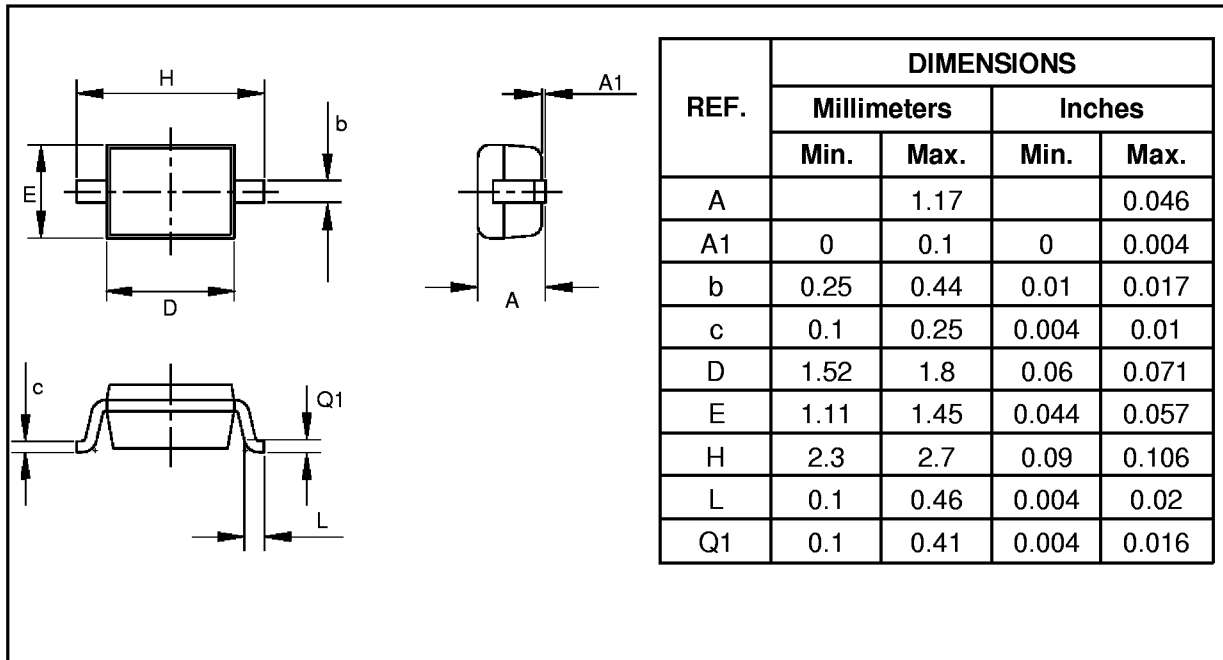 H
A1
b
E
D
A
c
Q1
L
REF. DIMENSIONS
Millimeters Inches
Min. Max. Min. Max.
A 1.17 0.046
A1 0 0.1 0 0.004
b 0.25 0.44 0.01 0.017
c 0.1 0.25 0.004 0.01
D 1.52 1.8 0.06 0.071
E 1.11 1.45 0.044 0.057
H 2.3 2.7 0.09 0.106
L 0.1 0.46 0.004 0.02
Q1 0.1 0.41 0.004 0.016